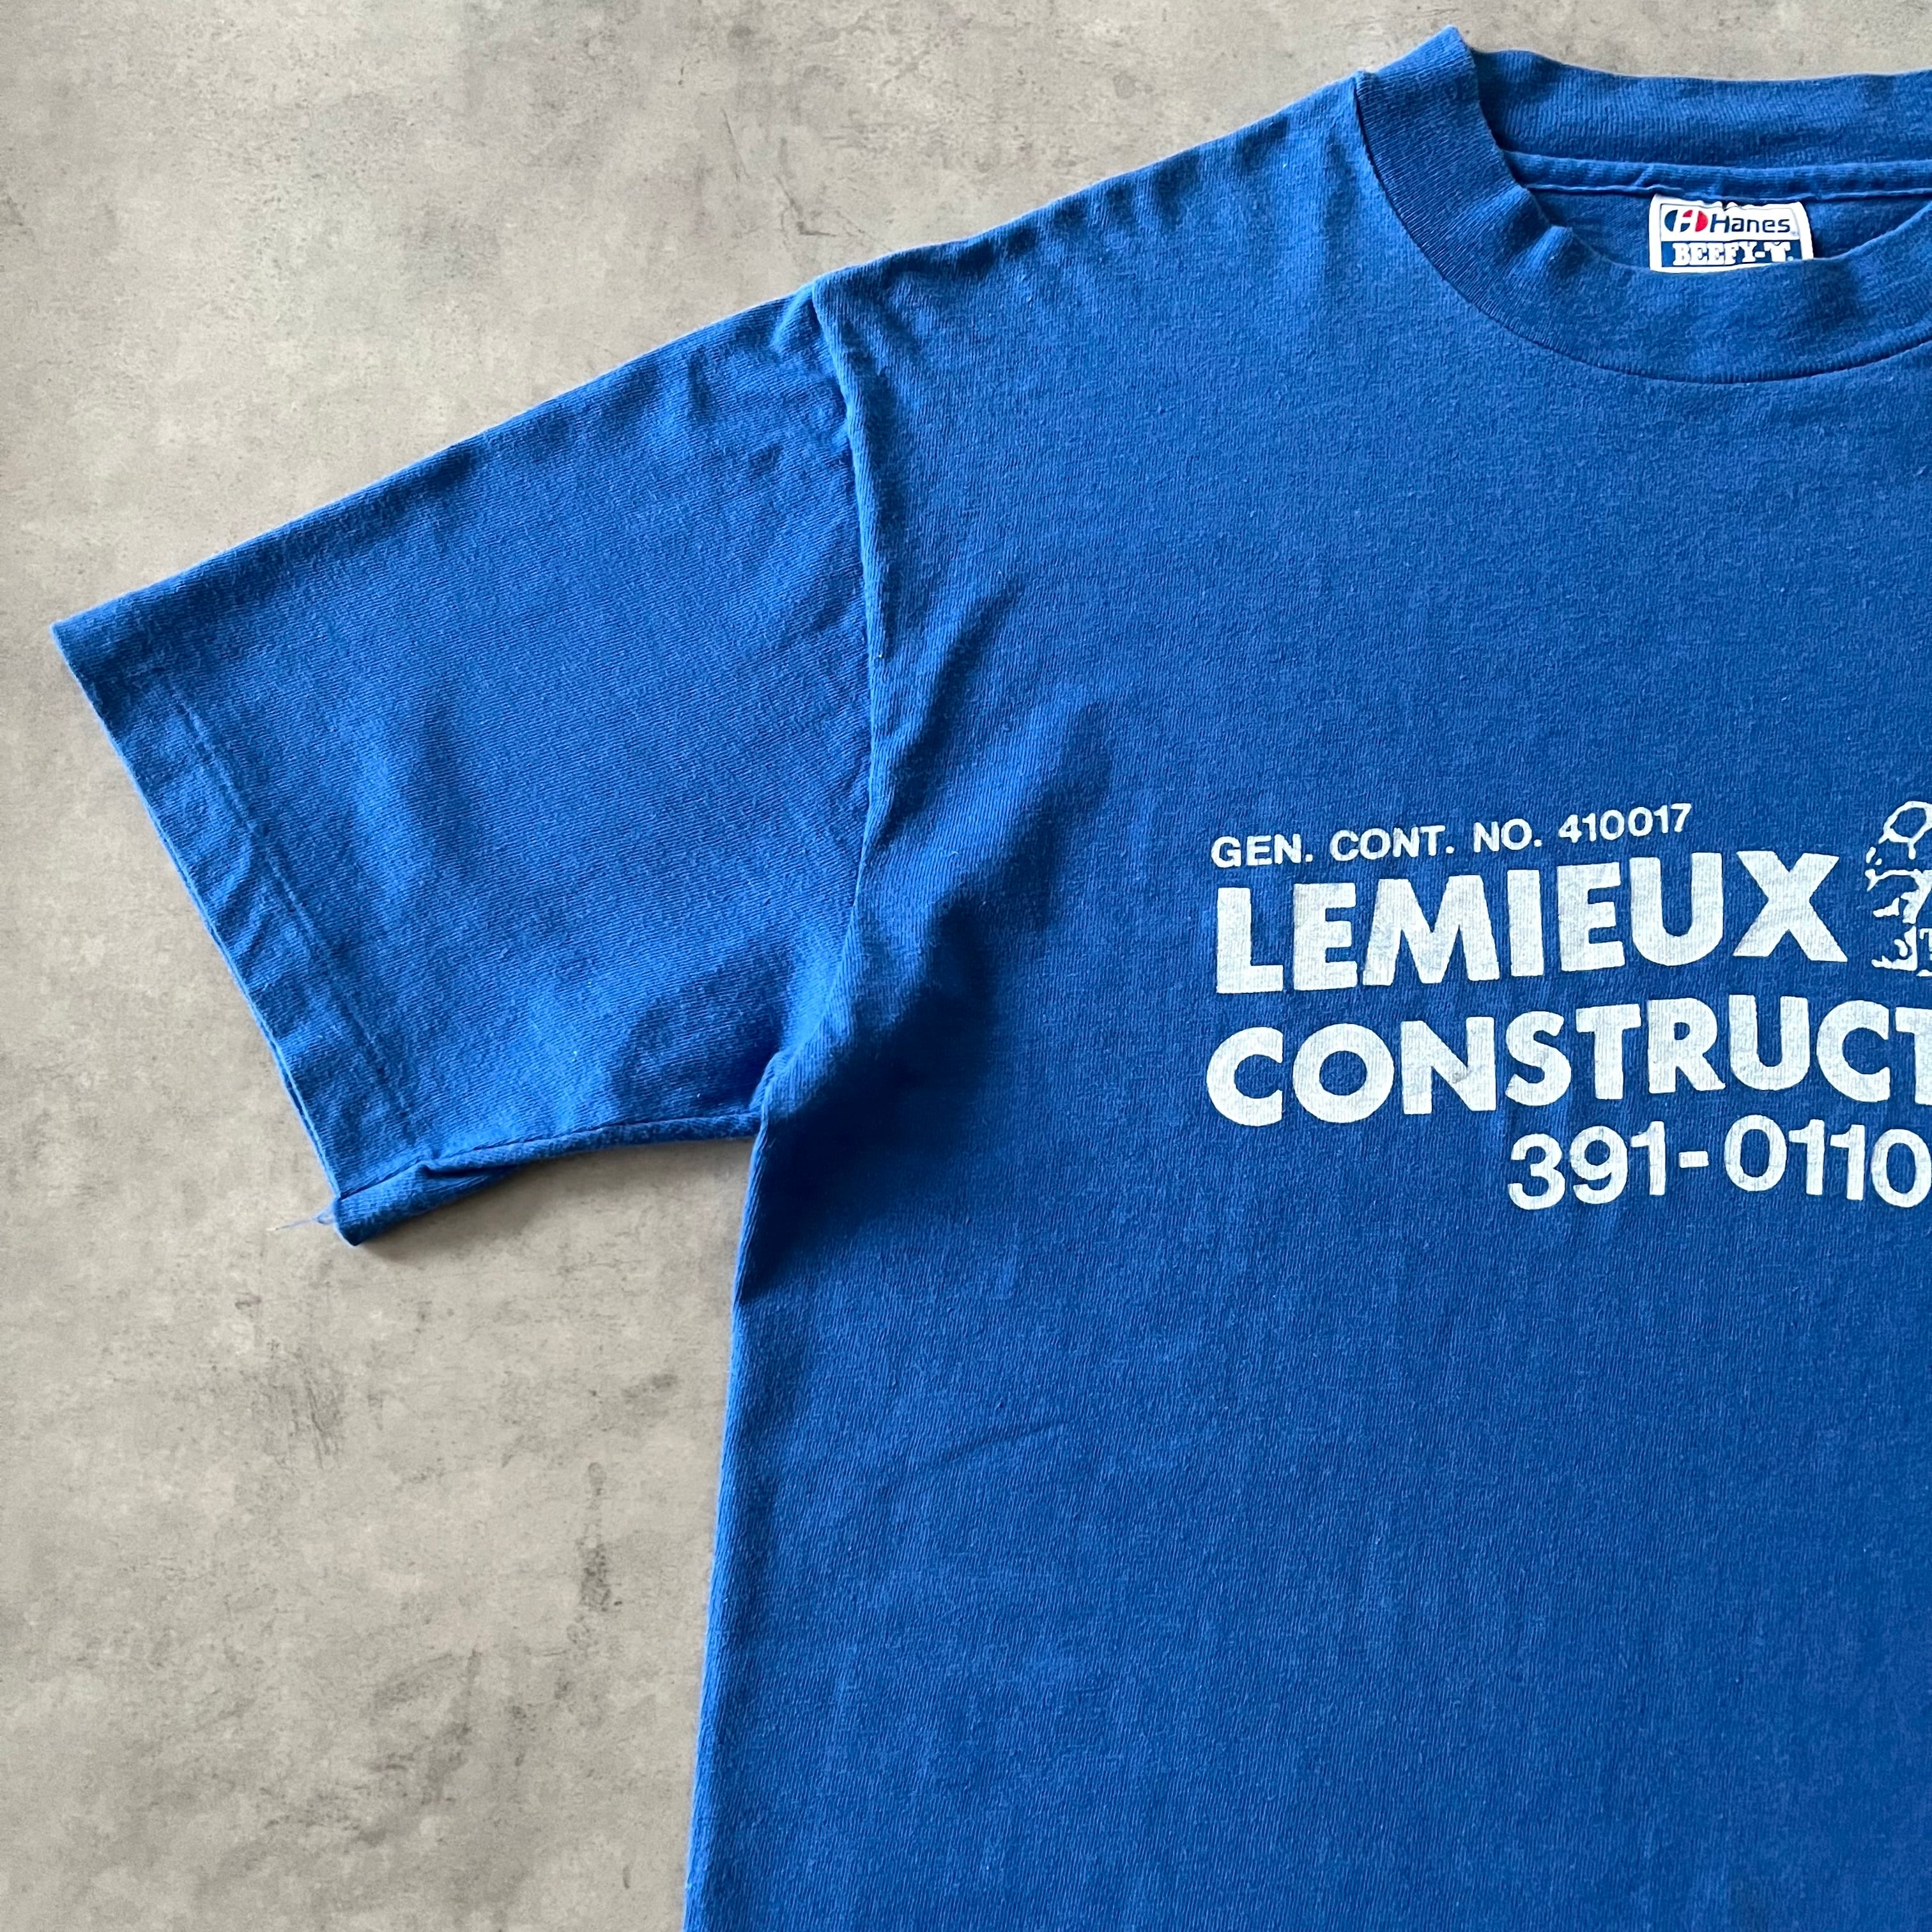 Hanes
BEEFY-T.
GEN. CONT. NO. 410017
LEMIEUX
CONSTRUCT
391-0110